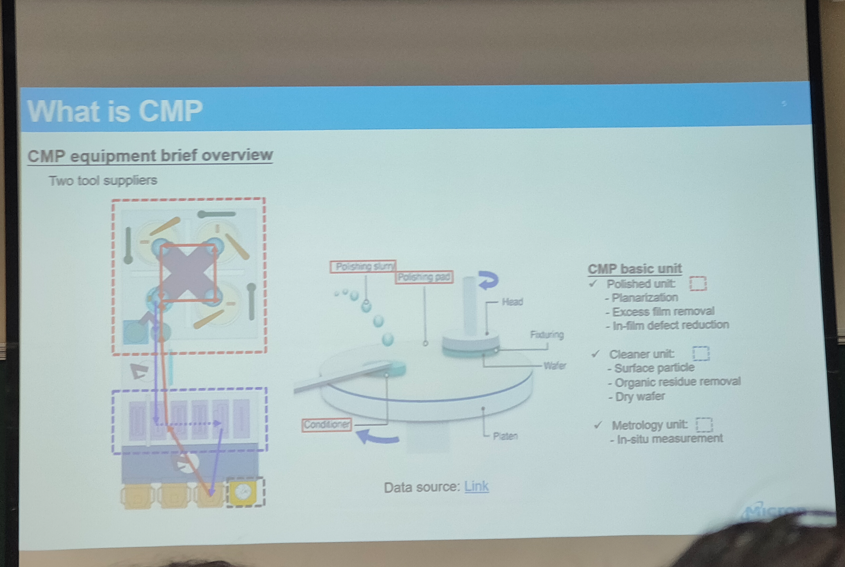 What is CMP
5
CMP equipment brief overview
Two tool suppliers
Polishing slurry
Polishing pad
Head
Fixturing
Wafer
Conditioner
Platen
Data source: Link
CMP basic unit
✓ Polished unit:
- Planarization
- Excess film removal
- In-film defect reduction
✓ Cleaner unit:
- Surface particle
- Organic residue removal
- Dry wafer
✓ Metrology unit:
- In-situ measurement
Micron